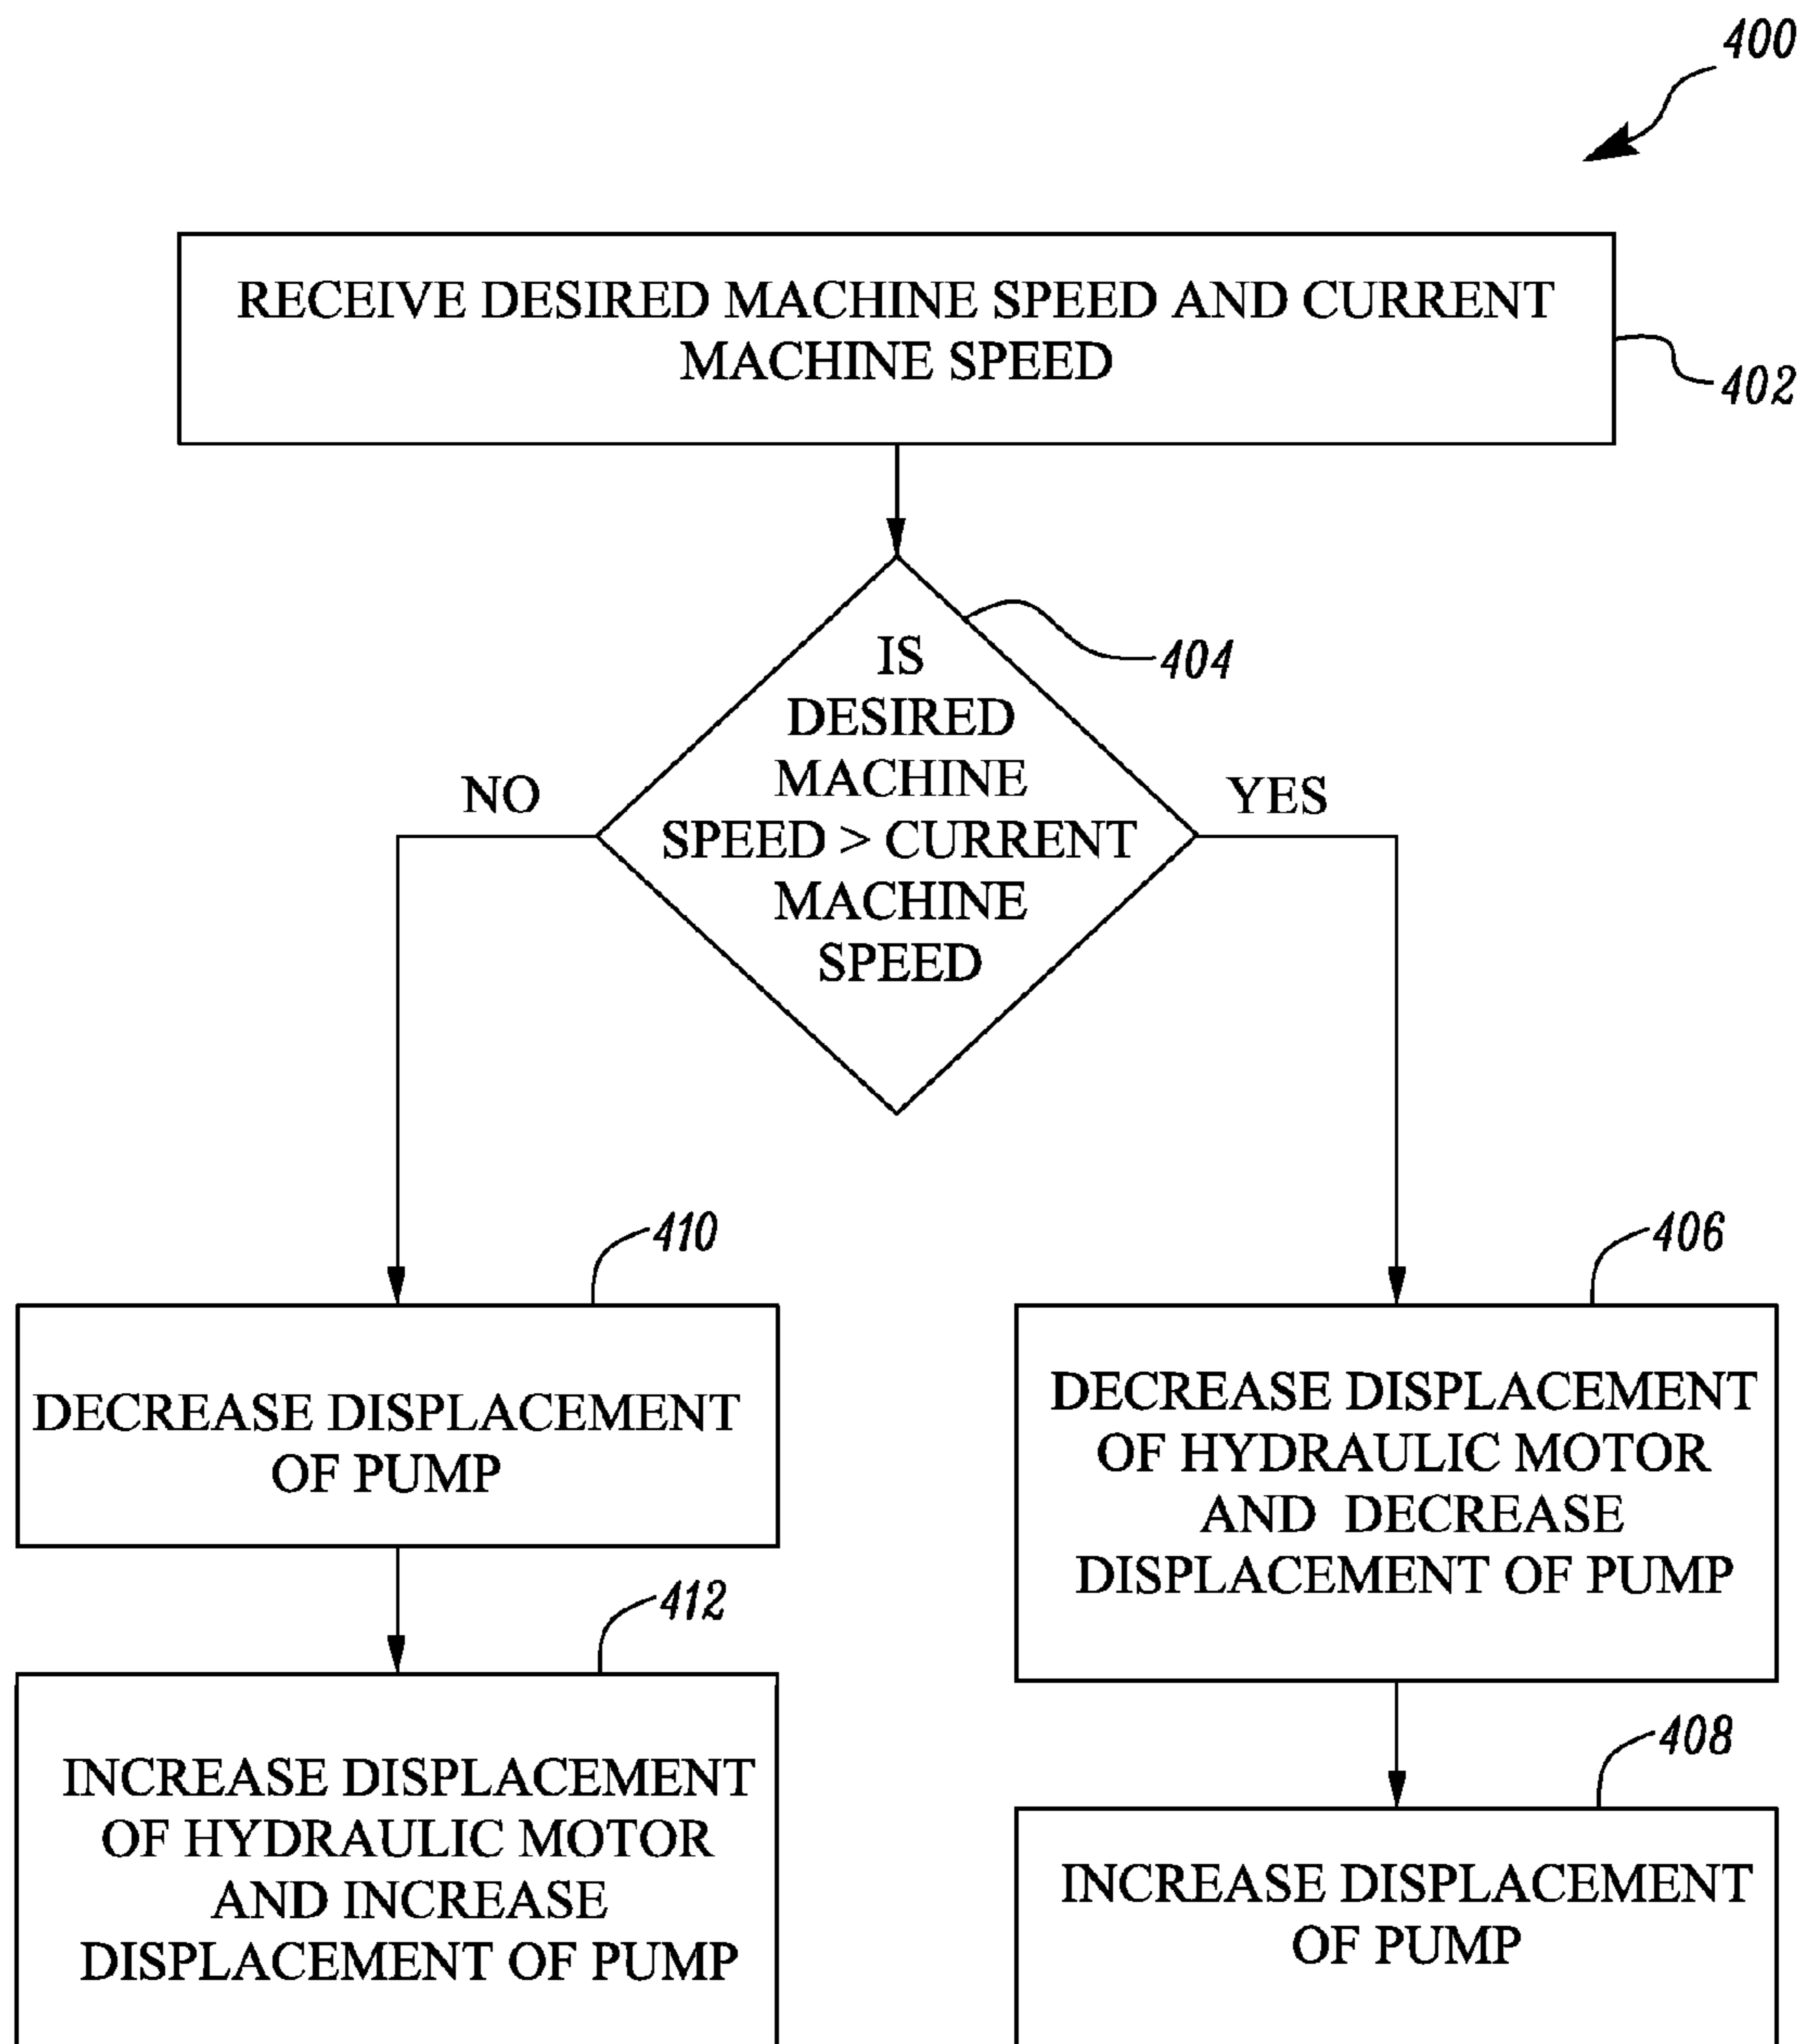 400
RECEIVE DESIRED MACHINE SPEED AND CURRENT
MACHINE SPEED
402
IS
DESIRED
MACHINE
SPEED > CURRENT
MACHINE
SPEED
404
NO
YES
410
DECREASE DISPLACEMENT
OF PUMP
406
DECREASE DISPLACEMENT
OF HYDRAULIC MOTOR
AND DECREASE
DISPLACEMENT OF PUMP
412
INCREASE DISPLACEMENT
OF HYDRAULIC MOTOR
AND INCREASE
DISPLACEMENT OF PUMP
408
INCREASE DISPLACEMENT
OF PUMP